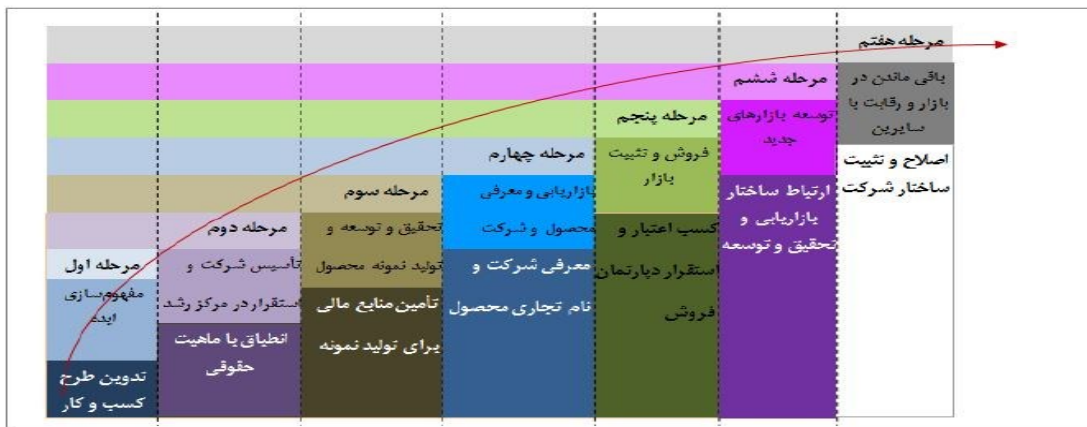 مرحله هفتم
باقی ماندن در
بازار و رقابت با
سایرین
اصلاح و تثبیت
ساختار شرکت
مرحله ششم
توسعه بازارهای
جدید
ارتباط ساختار
بازاریابی و
تحقیق و توسعه
مرحله پنجم
فروش و تثبیت
بازار
کسب اعتبار و
استقرار دپارتمان
فروش
مرحله چهارم
بازاریابی و معرفی
محصول و شرکت
معرفی شرکت و
نام تجاری محصول
مرحله سوم
تحقیق و توسعه و
تولید نمونه محصول
تأمین منابع مالی
برای تولید نمونه
مرحله دوم
تأسیس شرکت و
استقرار در مرکز رشد
انطباق با ماهیت
حقوقی
مرحله اول
مفهوم‌سازی
ایده
تدوین طرح
کسب و کار